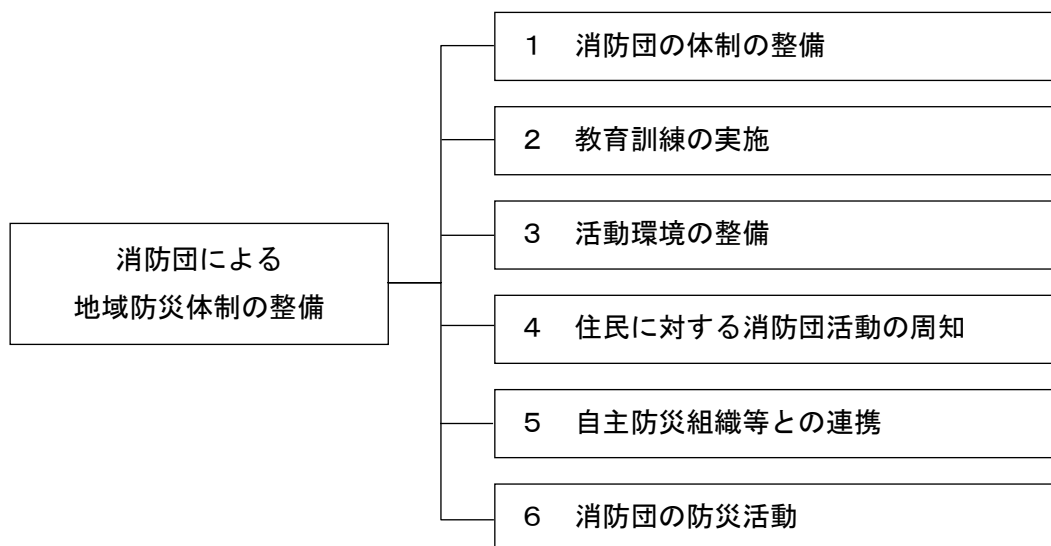 消防団による
地域防災体制の整備
１　消防団の体制の整備
２　教育訓練の実施
３　活動環境の整備
４　住民に対する消防団活動の周知
５　自主防災組織等との連携
６　消防団の防災活動